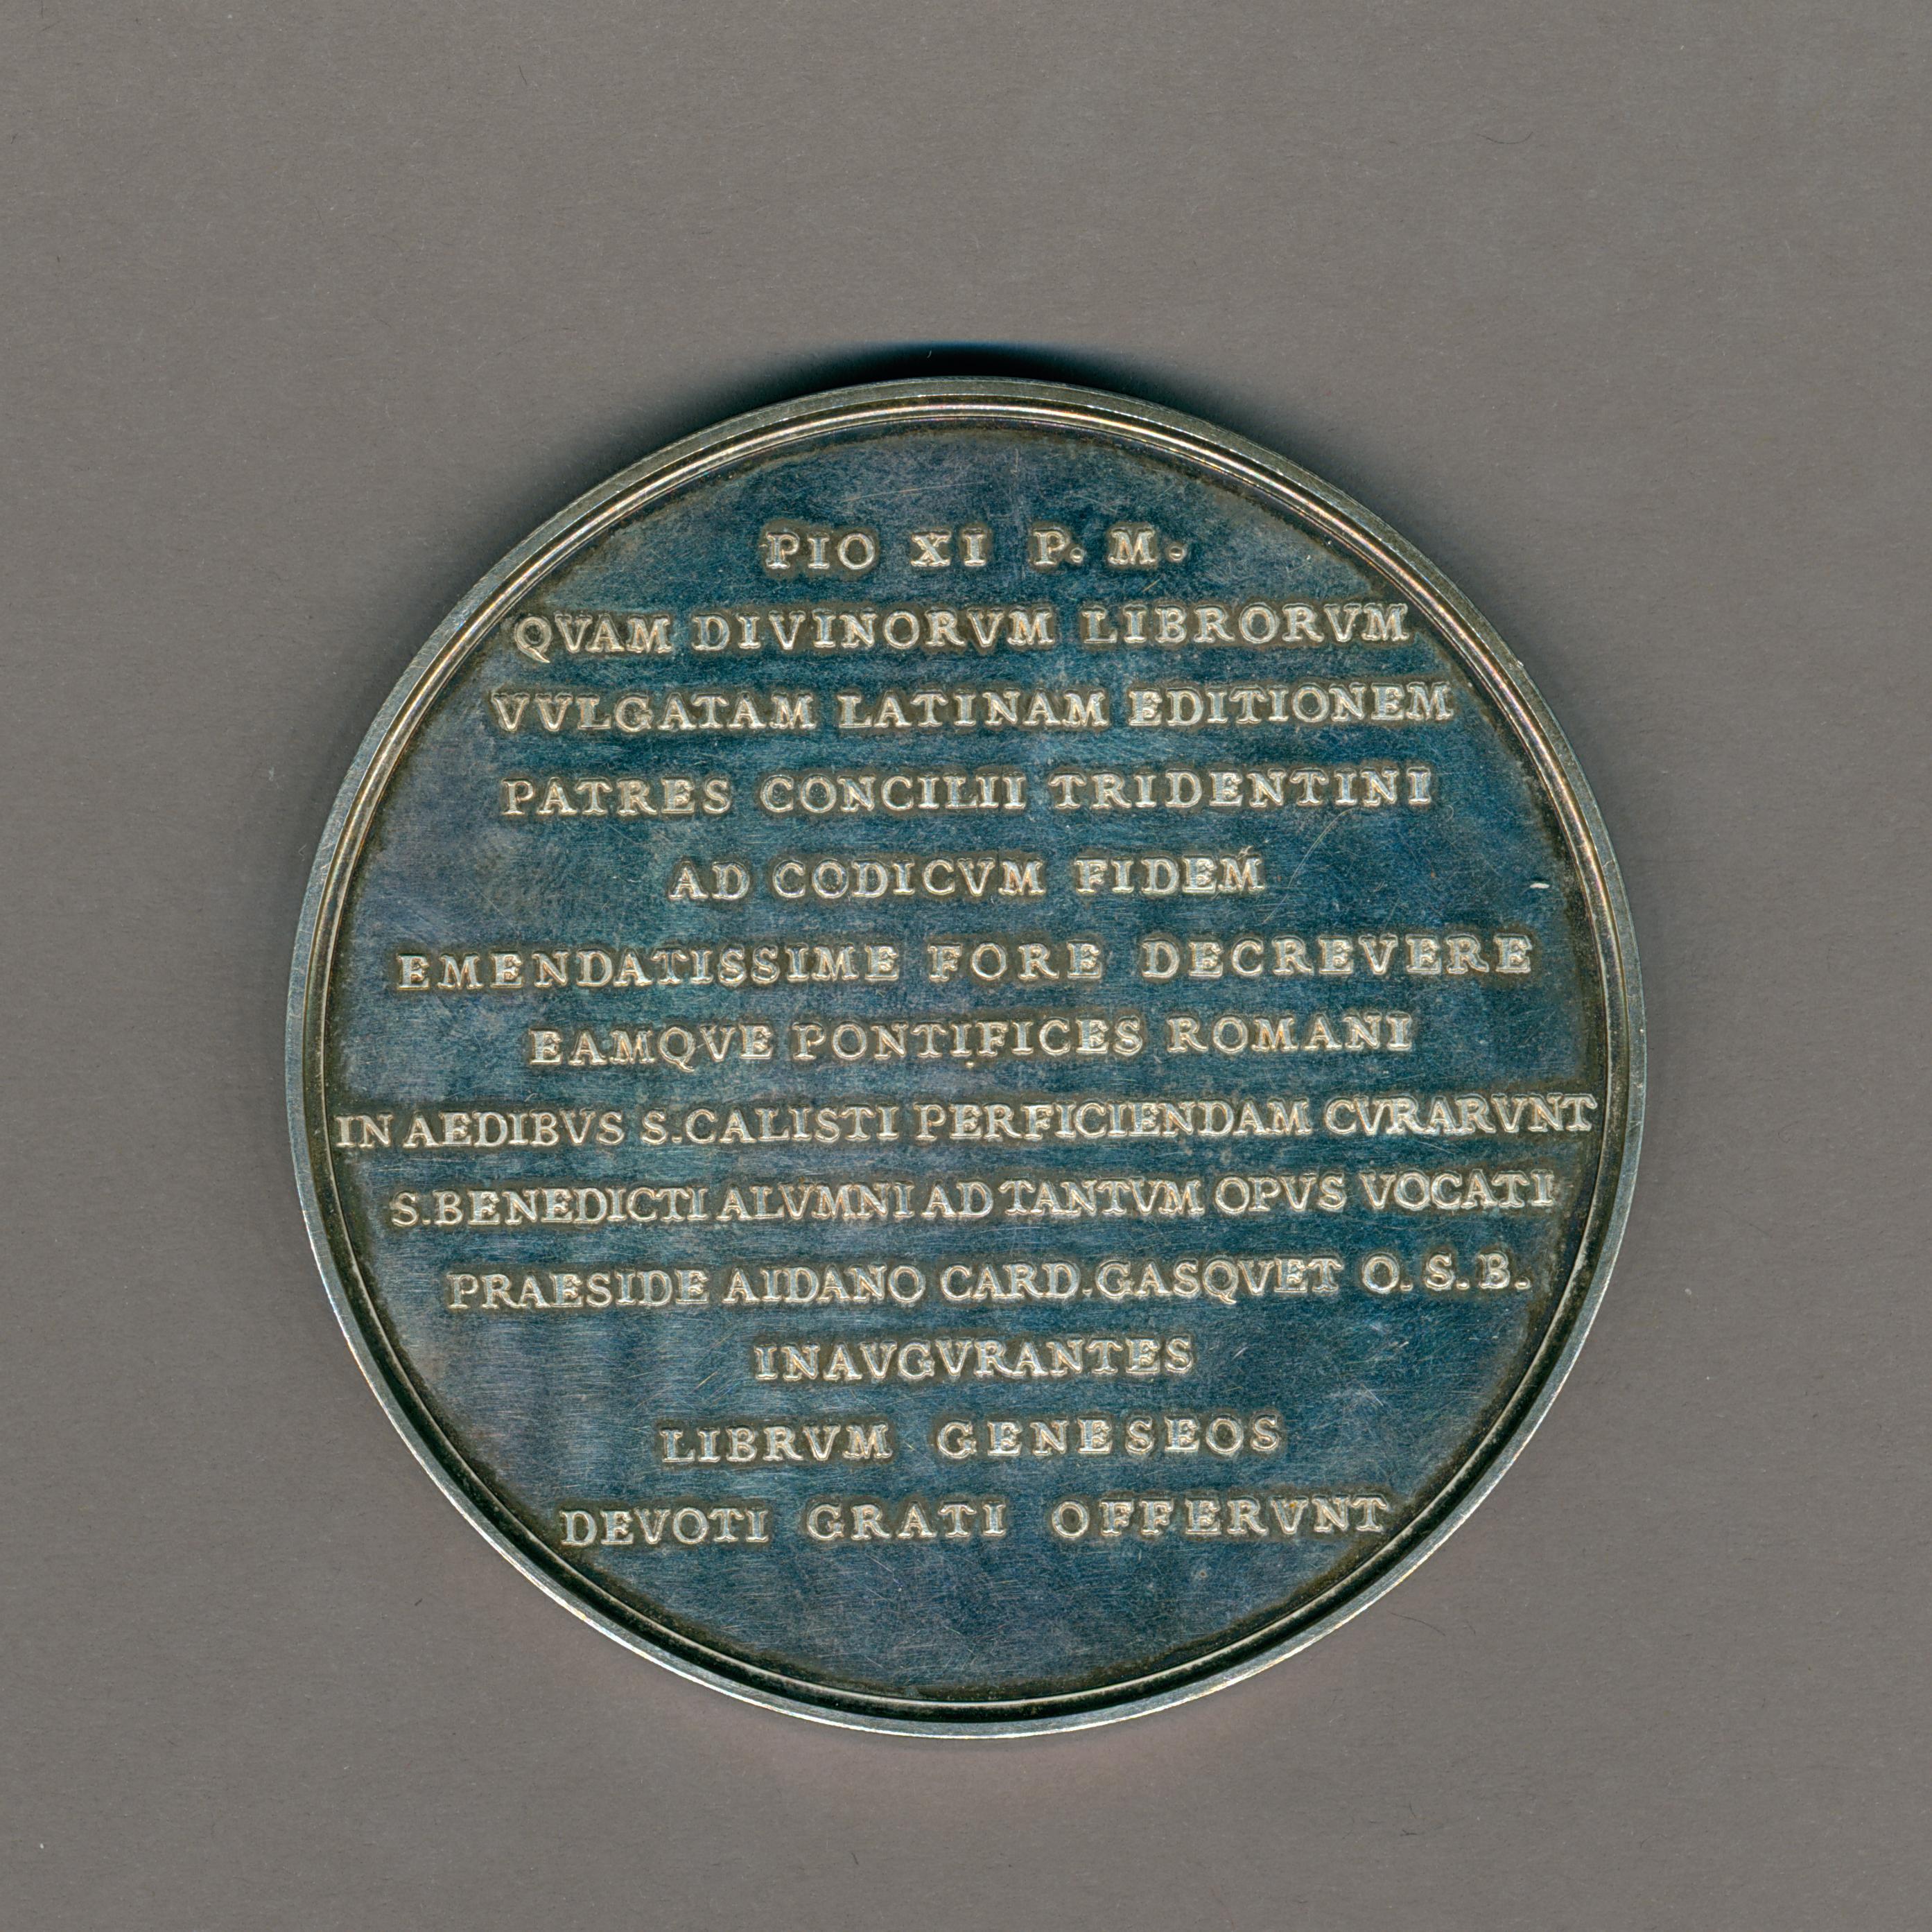 PIO XI P. M.
QVAM DIVINORVM LIBRORVM
VVLGATAM LATINAM EDITIONEM
PATRES CONCILII TRIDENTINI
AD CODICVM FIDEM
EMENDATISSIME FORE DECREVERE
EAMQVE PONTIFICES ROMANI
IN AEDIBVS S.CALISTI PERFICIENDAM CVRARVNT
S.BENEDICTI ALVMNI AD TANTVM OPVS VOCATI
PRAESIDE AIDANO CARD.GASQVET O. S. B.
INAVGVRANTES
LIBRVM GENESEOS
DEVOTI GRATI OFFERVNT